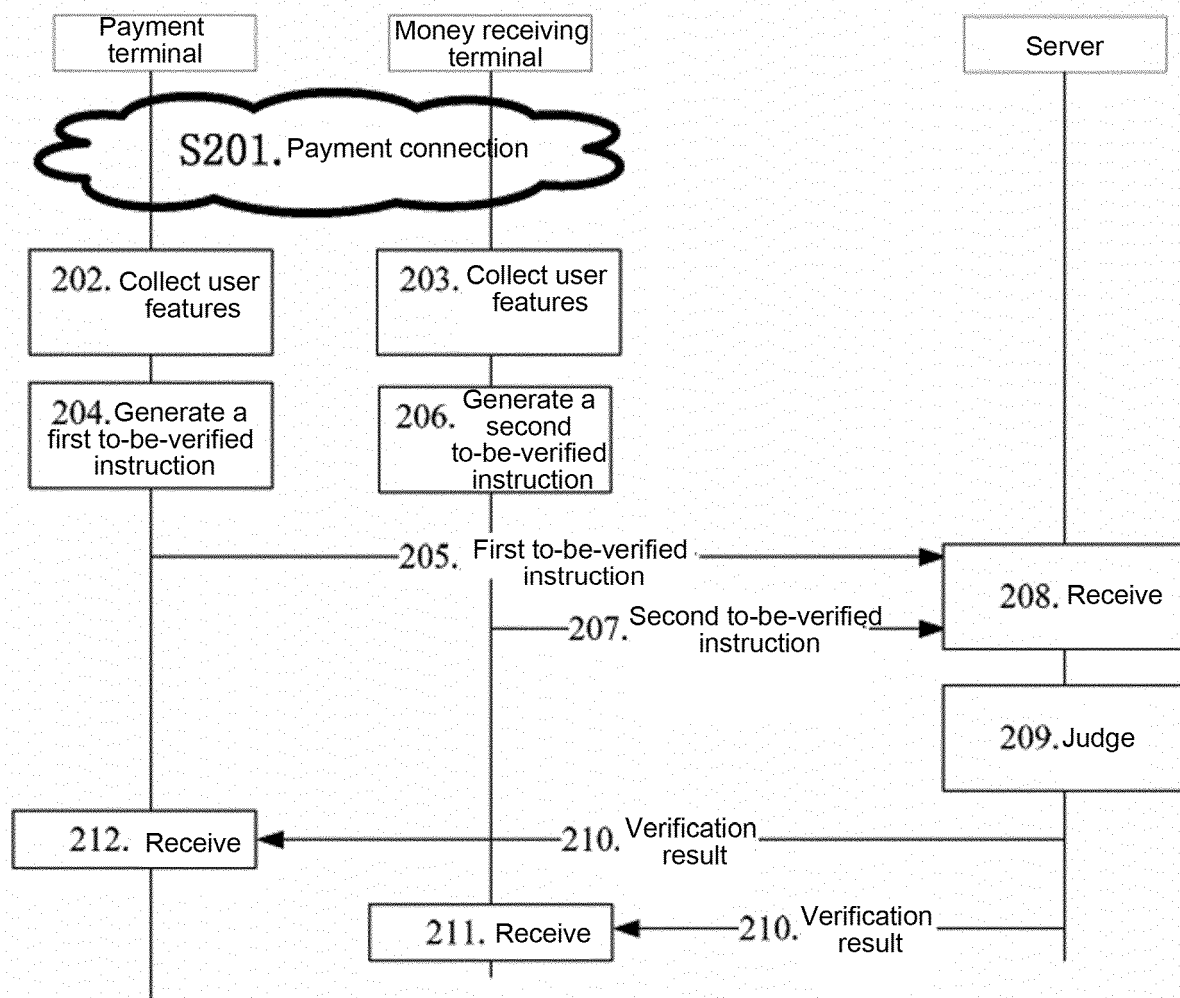 Payment
terminal
Money receiving
terminal
Server
S201. Payment connection
202. Collect user
features
203. Collect user
features
204. Generate a
first to-be-verified
instruction
206. Generate a
second
to-be-verified
instruction
205. First to-be-verified
instruction
208. Receive
207. Second to-be-verified
instruction
209. Judge
212. Receive
210. Verification
result
211. Receive
210. Verification
result